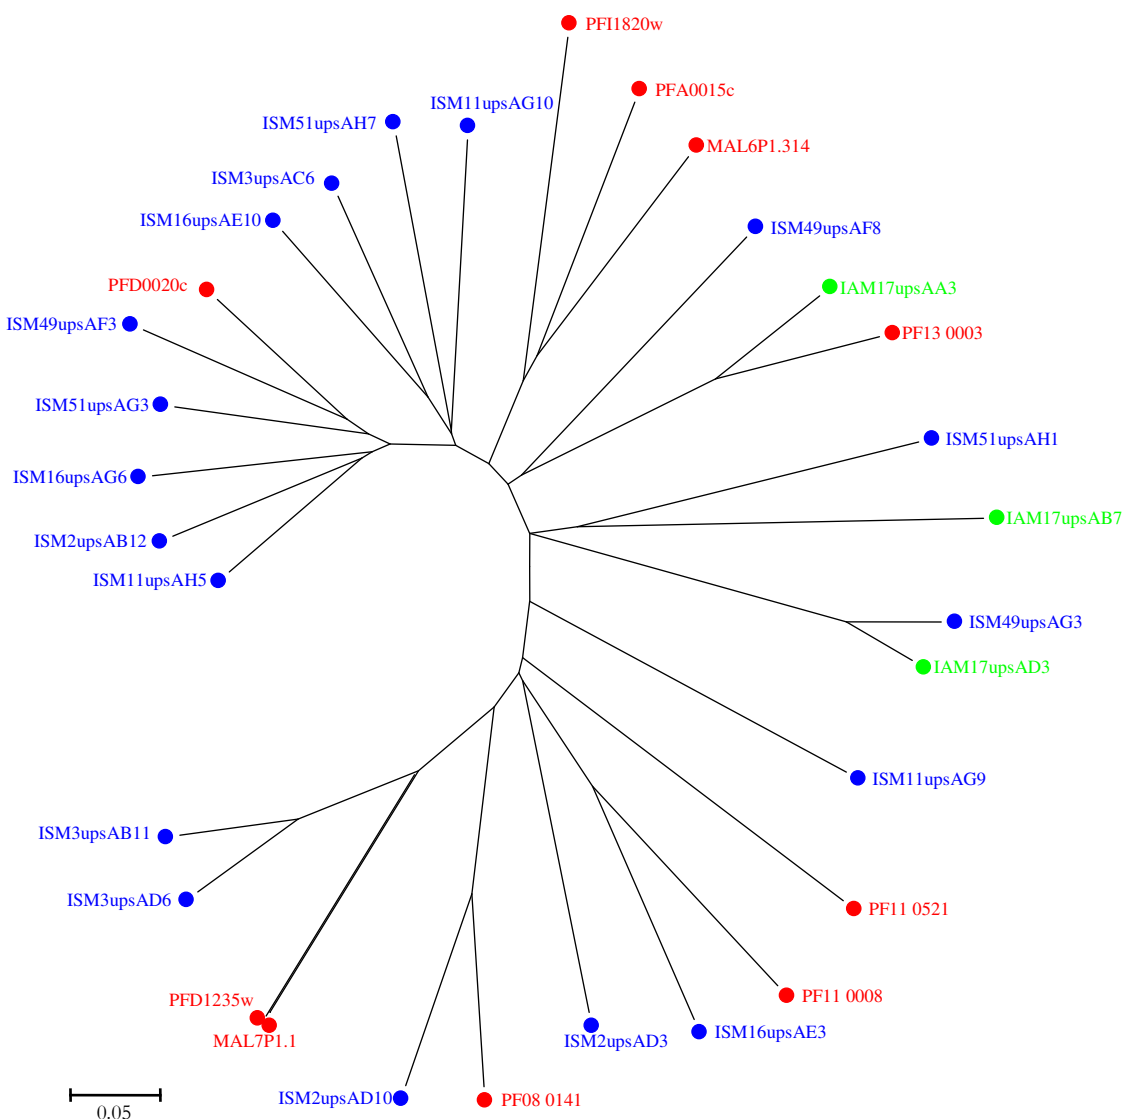 PFI1820w
PFA0015c
ISM11upsAG10
ISM51upsAH7
MAL6P1.314
ISM3upsAC6
ISM16upsAE10
ISM49upsAF8
PFD0020c
IAM17upsAA3
ISM49upsAF3
PF13 0003
ISM51upsAG3
ISM51upsAH1
ISM16upsAG6
IAM17upsAB7
ISM2upsAB12
ISM11upsAH5
ISM49upsAG3
IAM17upsAD3
ISM11upsAG9
ISM3upsAB11
ISM3upsAD6
PF11 0521
PFD1235w
PF11 0008
MAL7P1.1
ISM2upsAD3
ISM16upsAE3
ISM2upsAD10
PF08 0141
0.05